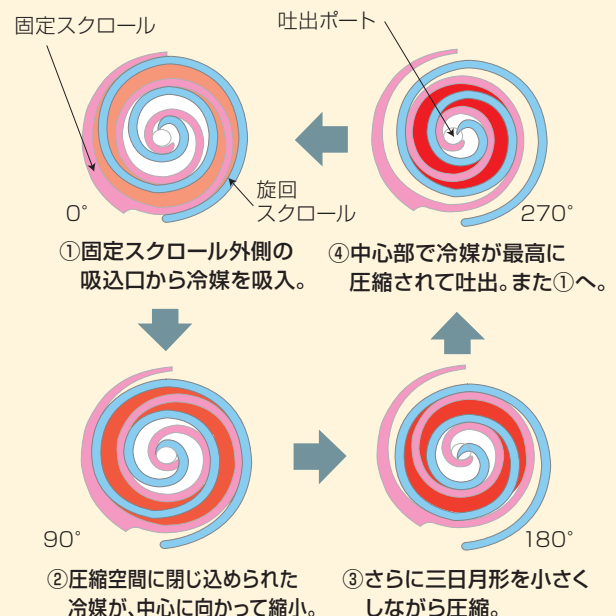 固定スクロール
吐出ポート
旋回
スクロール
0°
270°
①固定スクロール外側の
吸込口から冷媒を吸入。
④中心部で冷媒が最高に
圧縮されて吐出。また①へ。
90°
180°
②圧縮空間に閉じ込められた
冷媒が、中心に向かって縮小。
③さらに三日月形を小さく
しながら圧縮。